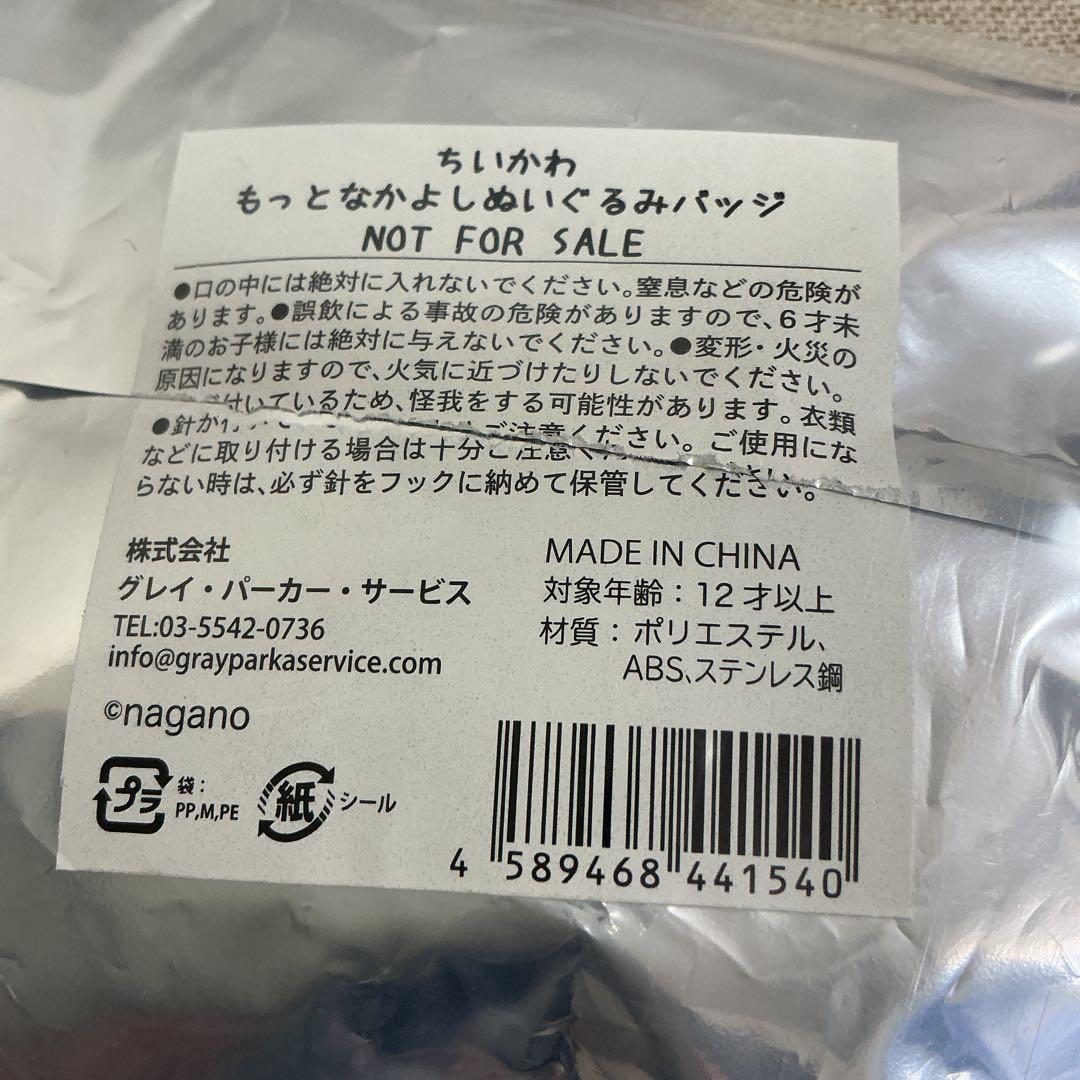 ちいかわ
もっとなかよしぬいぐるみバッジ
NOT FOR SALE
●口の中には絶対に入れないでください。窒息などの危険が
あります。●誤飲による事故の危険がありますので、6才未
満のお子様には絶対に与えないでください。●変形・火災の
原因になりますので、火気に近づけたりしないでください。
●針が付いているため、怪我をする可能性があります。衣類
などに取り付ける場合は十分ご注意ください。ご使用にな
らない時は、必ず針をフックに納めて保管してください。
株式会社
グレイ・パーカー・サービス
TEL:03-5542-0736
info@grayparkaservice.com
©nagano
MADE IN CHINA
対象年齢：12才以上
材質：ポリエステル、
ABS、ステンレス鋼
プラ
袋：
PP,M,PE
紙
シール
4 589468 441540